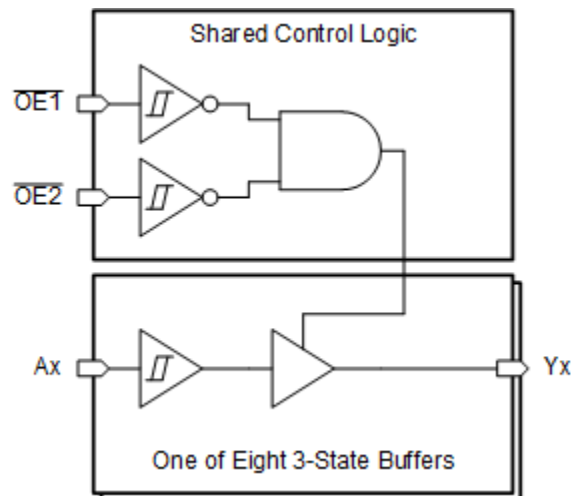 Shared Control Logic
OE1
OE2
Ax
Yx
One of Eight 3-State Buffers